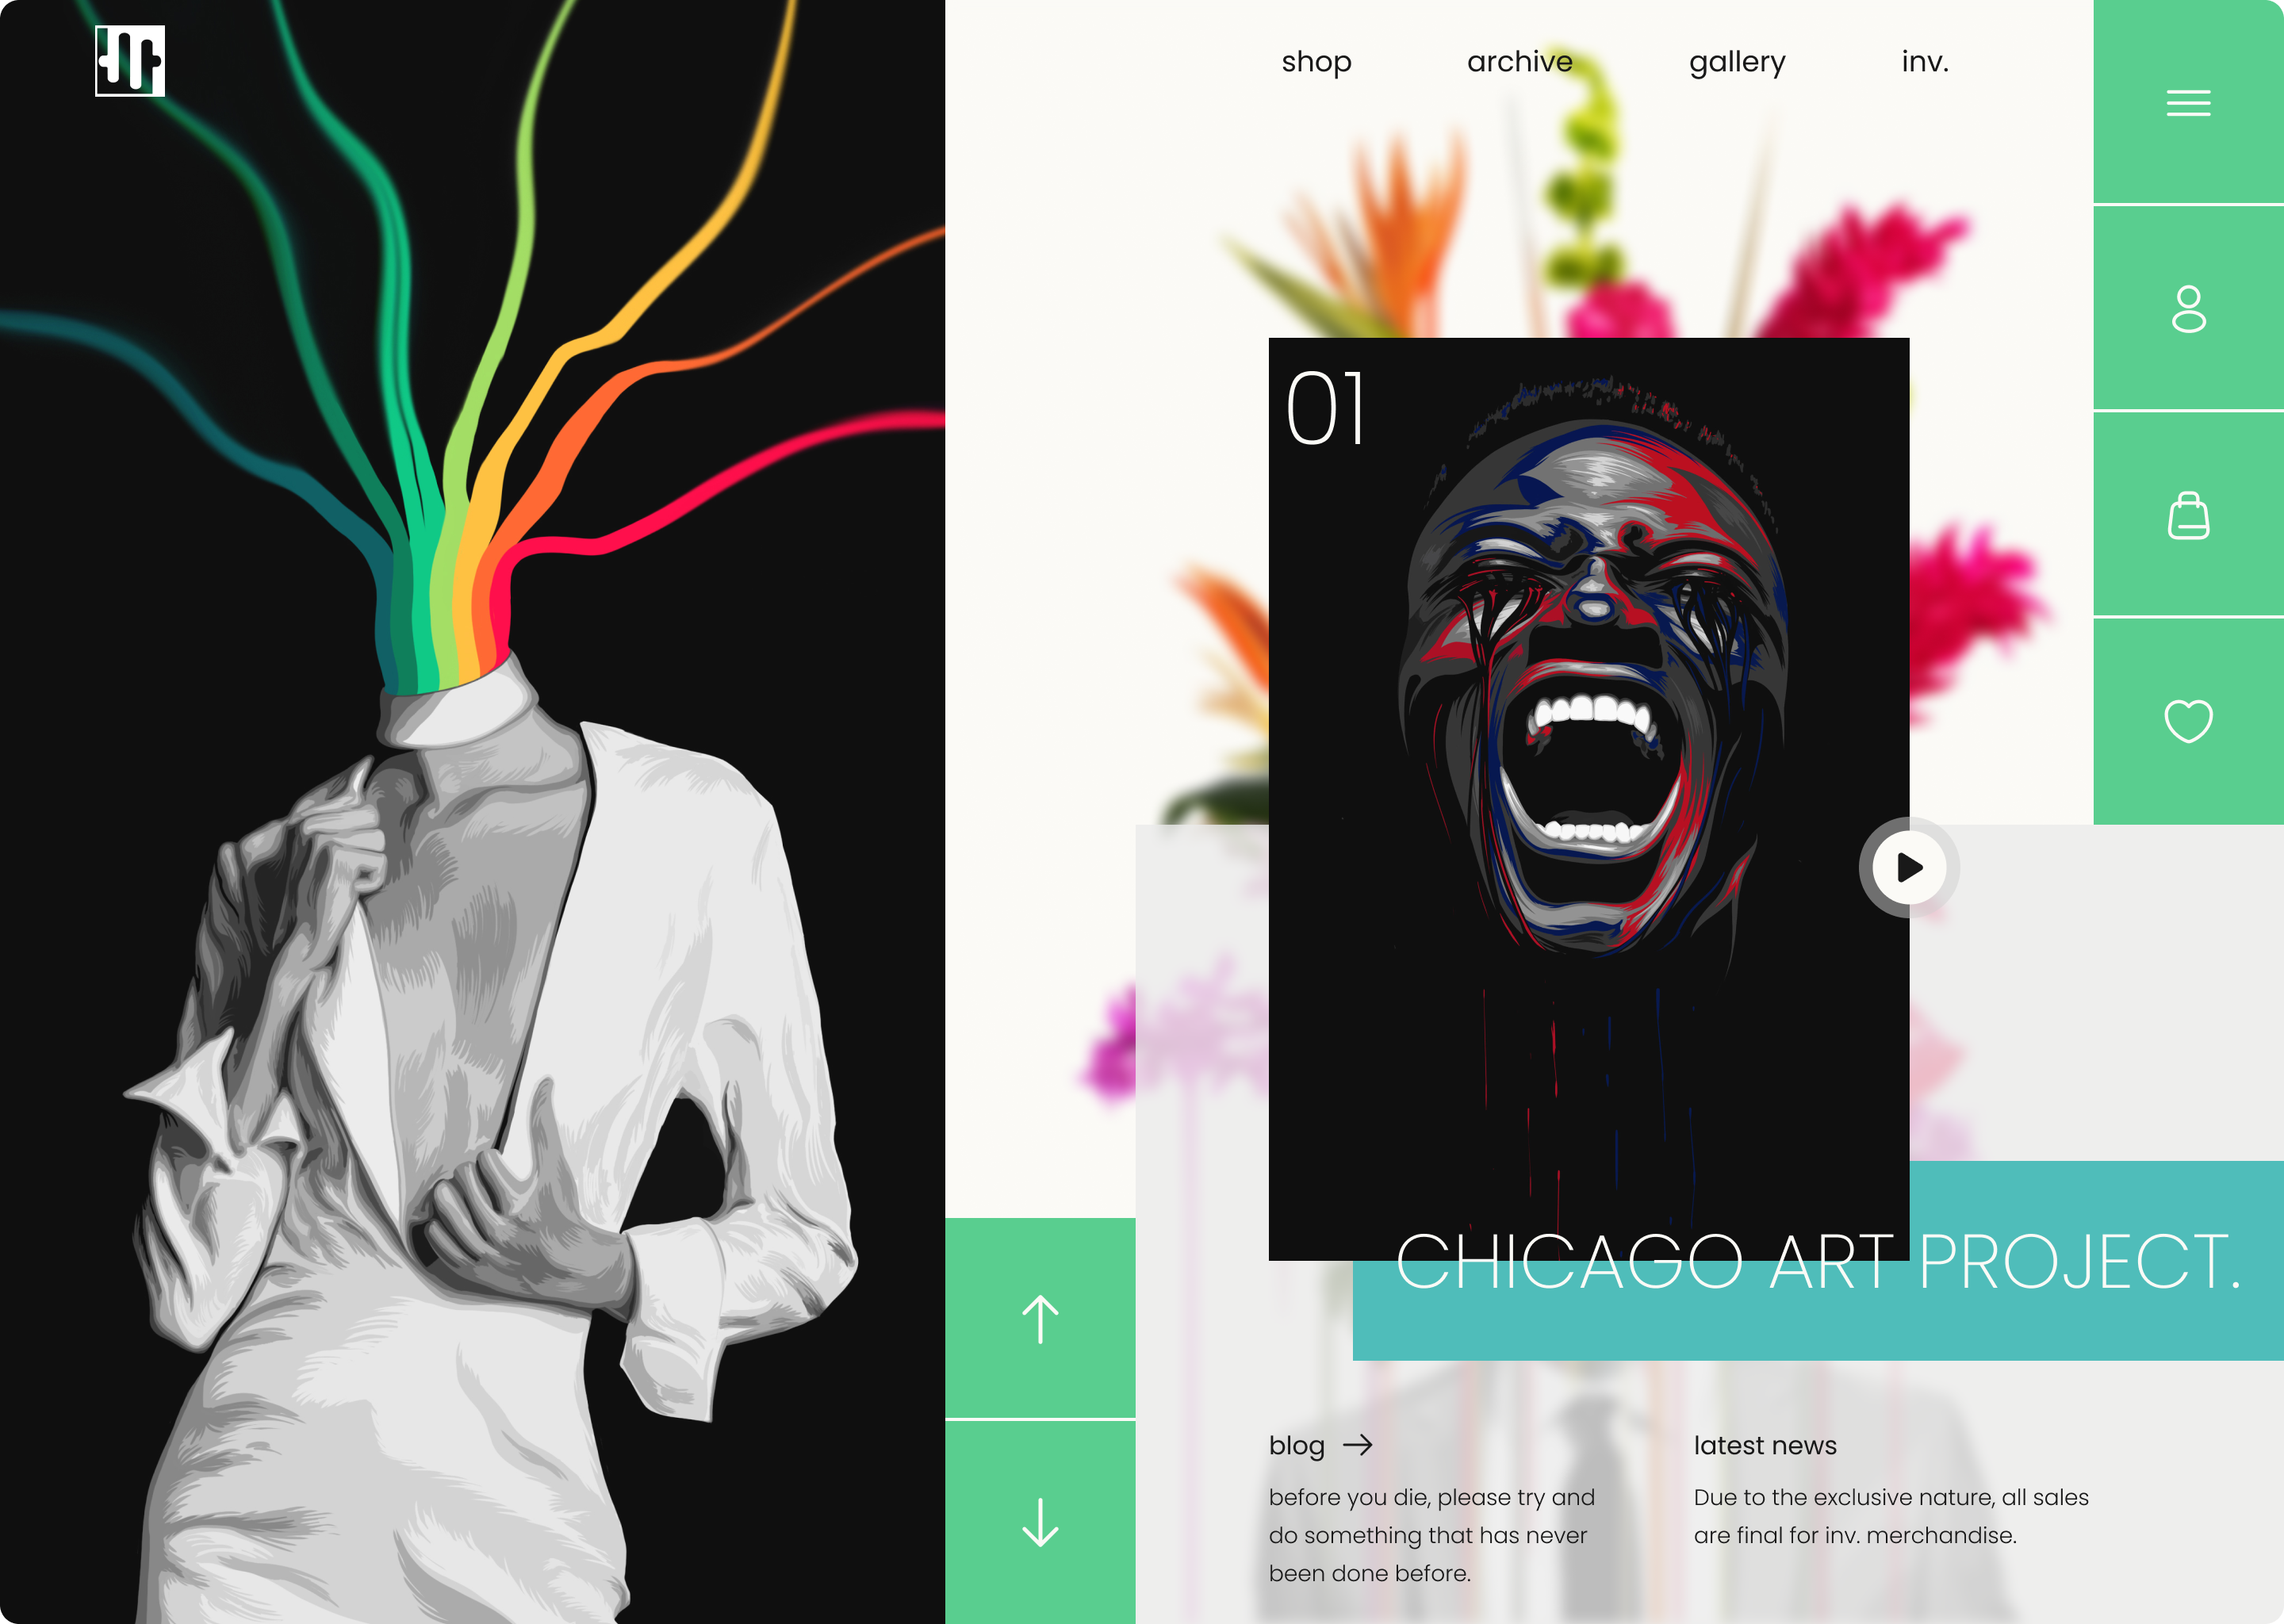 shop
archive
gallery
inv.
01
CHICAGO ART PROJECT.
blog
before you die, please try and
do something that has never
been done before.
latest news
Due to the exclusive nature, all sales
are final for inv. merchandise.